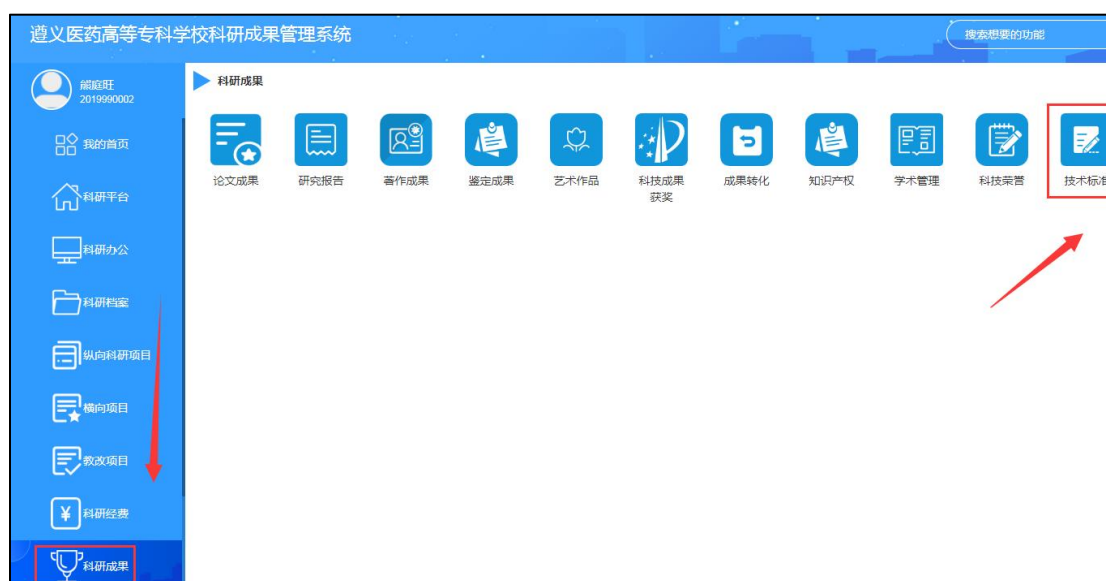 遵义医药高等专科学校科研成果管理系统
搜索想要的功能
熊庭旺
2019990002
科研成果
我的首页
科研平台
科研办公
科研档案
纵向科研项目
横向项目
教改项目
科研经费
科研成果
论文成果
研究报告
著作成果
鉴定成果
艺术作品
科技成果
获奖
成果转化
知识产权
学术管理
科技荣誉
技术标准